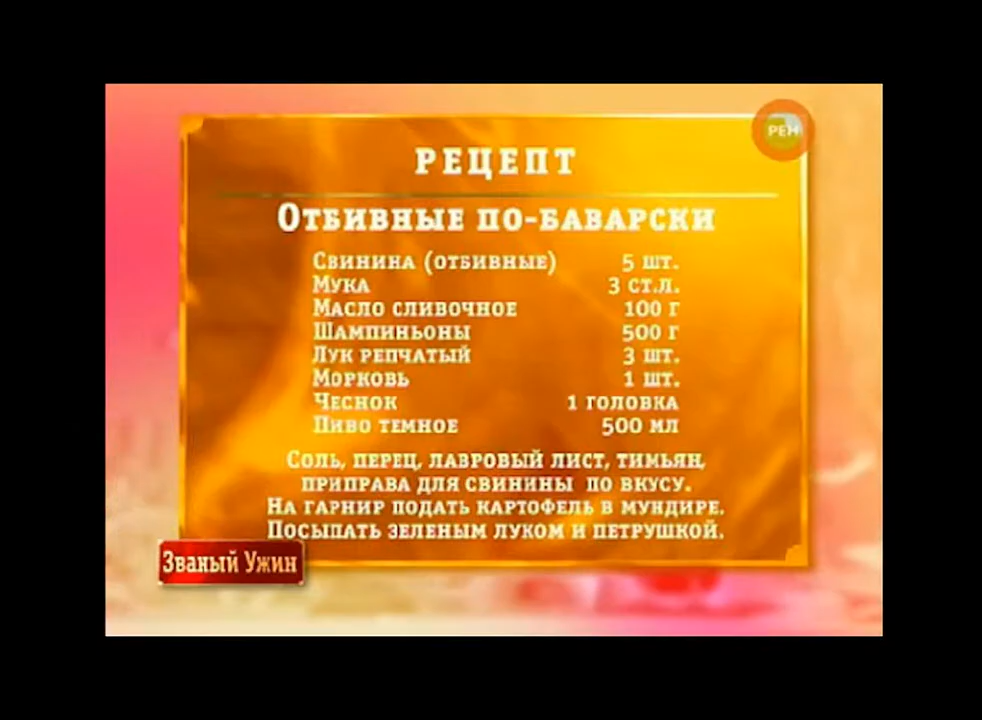 РЕН
РЕЦЕПТ
ОТБИВНЫЕ ПО-БАВАРСКИ
СВИНИНА (ОТБИВНЫЕ) 5 ШТ.
МУКА 3 СТ.Л.
МАСЛО СЛИВОЧНОЕ 100 Г
ШАМПИНЬОНЫ 500 Г
ЛУК РЕПЧАТЫЙ 3 ШТ.
МОРКОВЬ 1 ШТ.
ЧЕСНОК 1 ГОЛОВКА
ПИВО ТЕМНОЕ 500 МЛ
СОЛЬ, ПЕРЕЦ, ЛАВРОВЫЙ ЛИСТ, ТИМЬЯН,
ПРИПРАВА ДЛЯ СВИНИНЫ ПО ВКУСУ.
НА ГАРНИР ПОДАТЬ КАРТОФЕЛЬ В МУНДИРЕ.
ПОСЫПАТЬ ЗЕЛЕНЫМ ЛУКОМ И ПЕТРУШКОЙ.
Званый Ужин